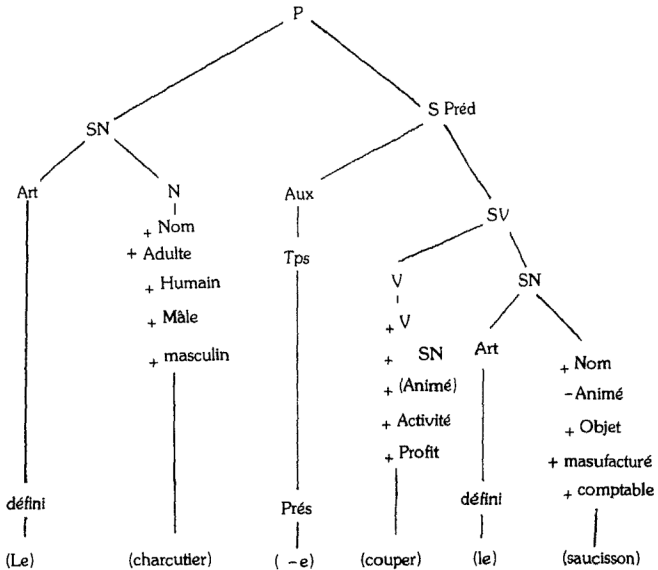 P
S Préd
SN
Art N Aux
SV
+ Nom
+ Adulte Tps
V SN
+ Humain
+ Mâle + V
+ masculin + SN Art + Nom
+ (Animé) - Animé
+ Activité + Objet
+ Profit + masufacturé
défini Prés défini + comptable
(Le) (charcutier) (-e) (couper) (le) (saucisson)